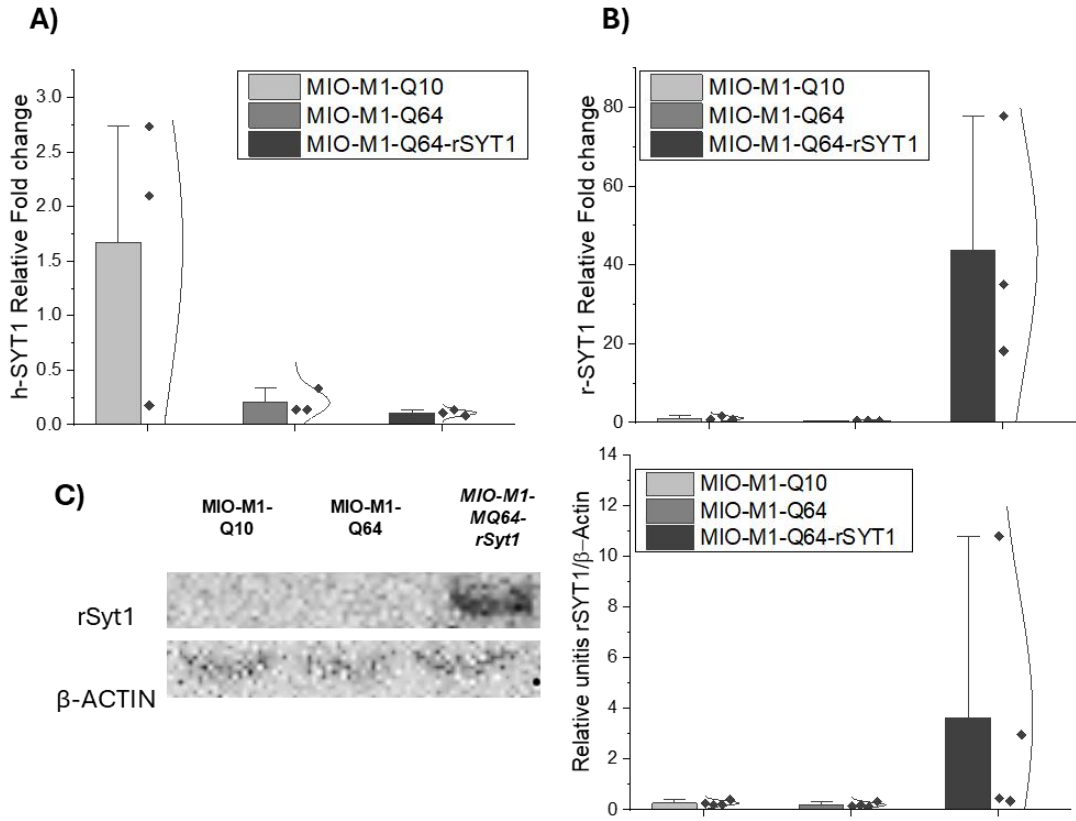 A)
h-SYT1 Relative Fold change
3.0
2.5
2.0
1.5
1.0
0.5
0.0
MIO-M1-Q10
MIO-M1-Q64
MIO-M1-Q64-rSYT1
B)
r-SYT1 Relative Fold change
80
60
40
20
0
MIO-M1-Q10
MIO-M1-Q64
MIO-M1-Q64-rSYT1
C)
MIO-M1-
Q10
MIO-M1-
Q64
MIO-M1-
MQ64-
rSyt1
rSyt1
β-ACTIN
Relative unitis rSYT1/β–Actin
14
12
10
8
6
4
2
0
MIO-M1-Q10
MIO-M1-Q64
MIO-M1-Q64-rSYT1